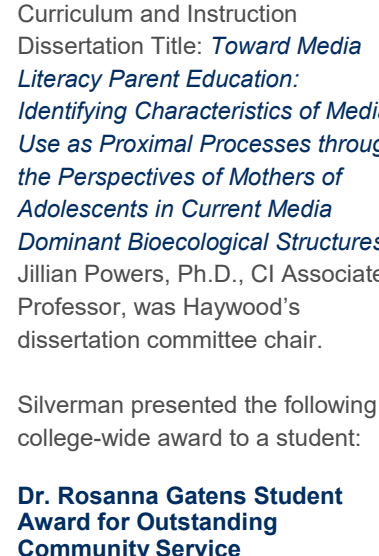 Curriculum and Instruction
Dissertation Title: Toward Media
Literacy Parent Education:
Identifying Characteristics of
Use as Proximal Processes
the Perspectives of Mothers of
Adolescents in Current Media
Dominant Bioecological
Jillian Powers, Ph.D., CI
Professor, was Haywood’s
dissertation committee chair.
Silverman presented the following
college-wide award to a student:
Dr. Rosanna Gatens Student
Award for Outstanding
Community Service